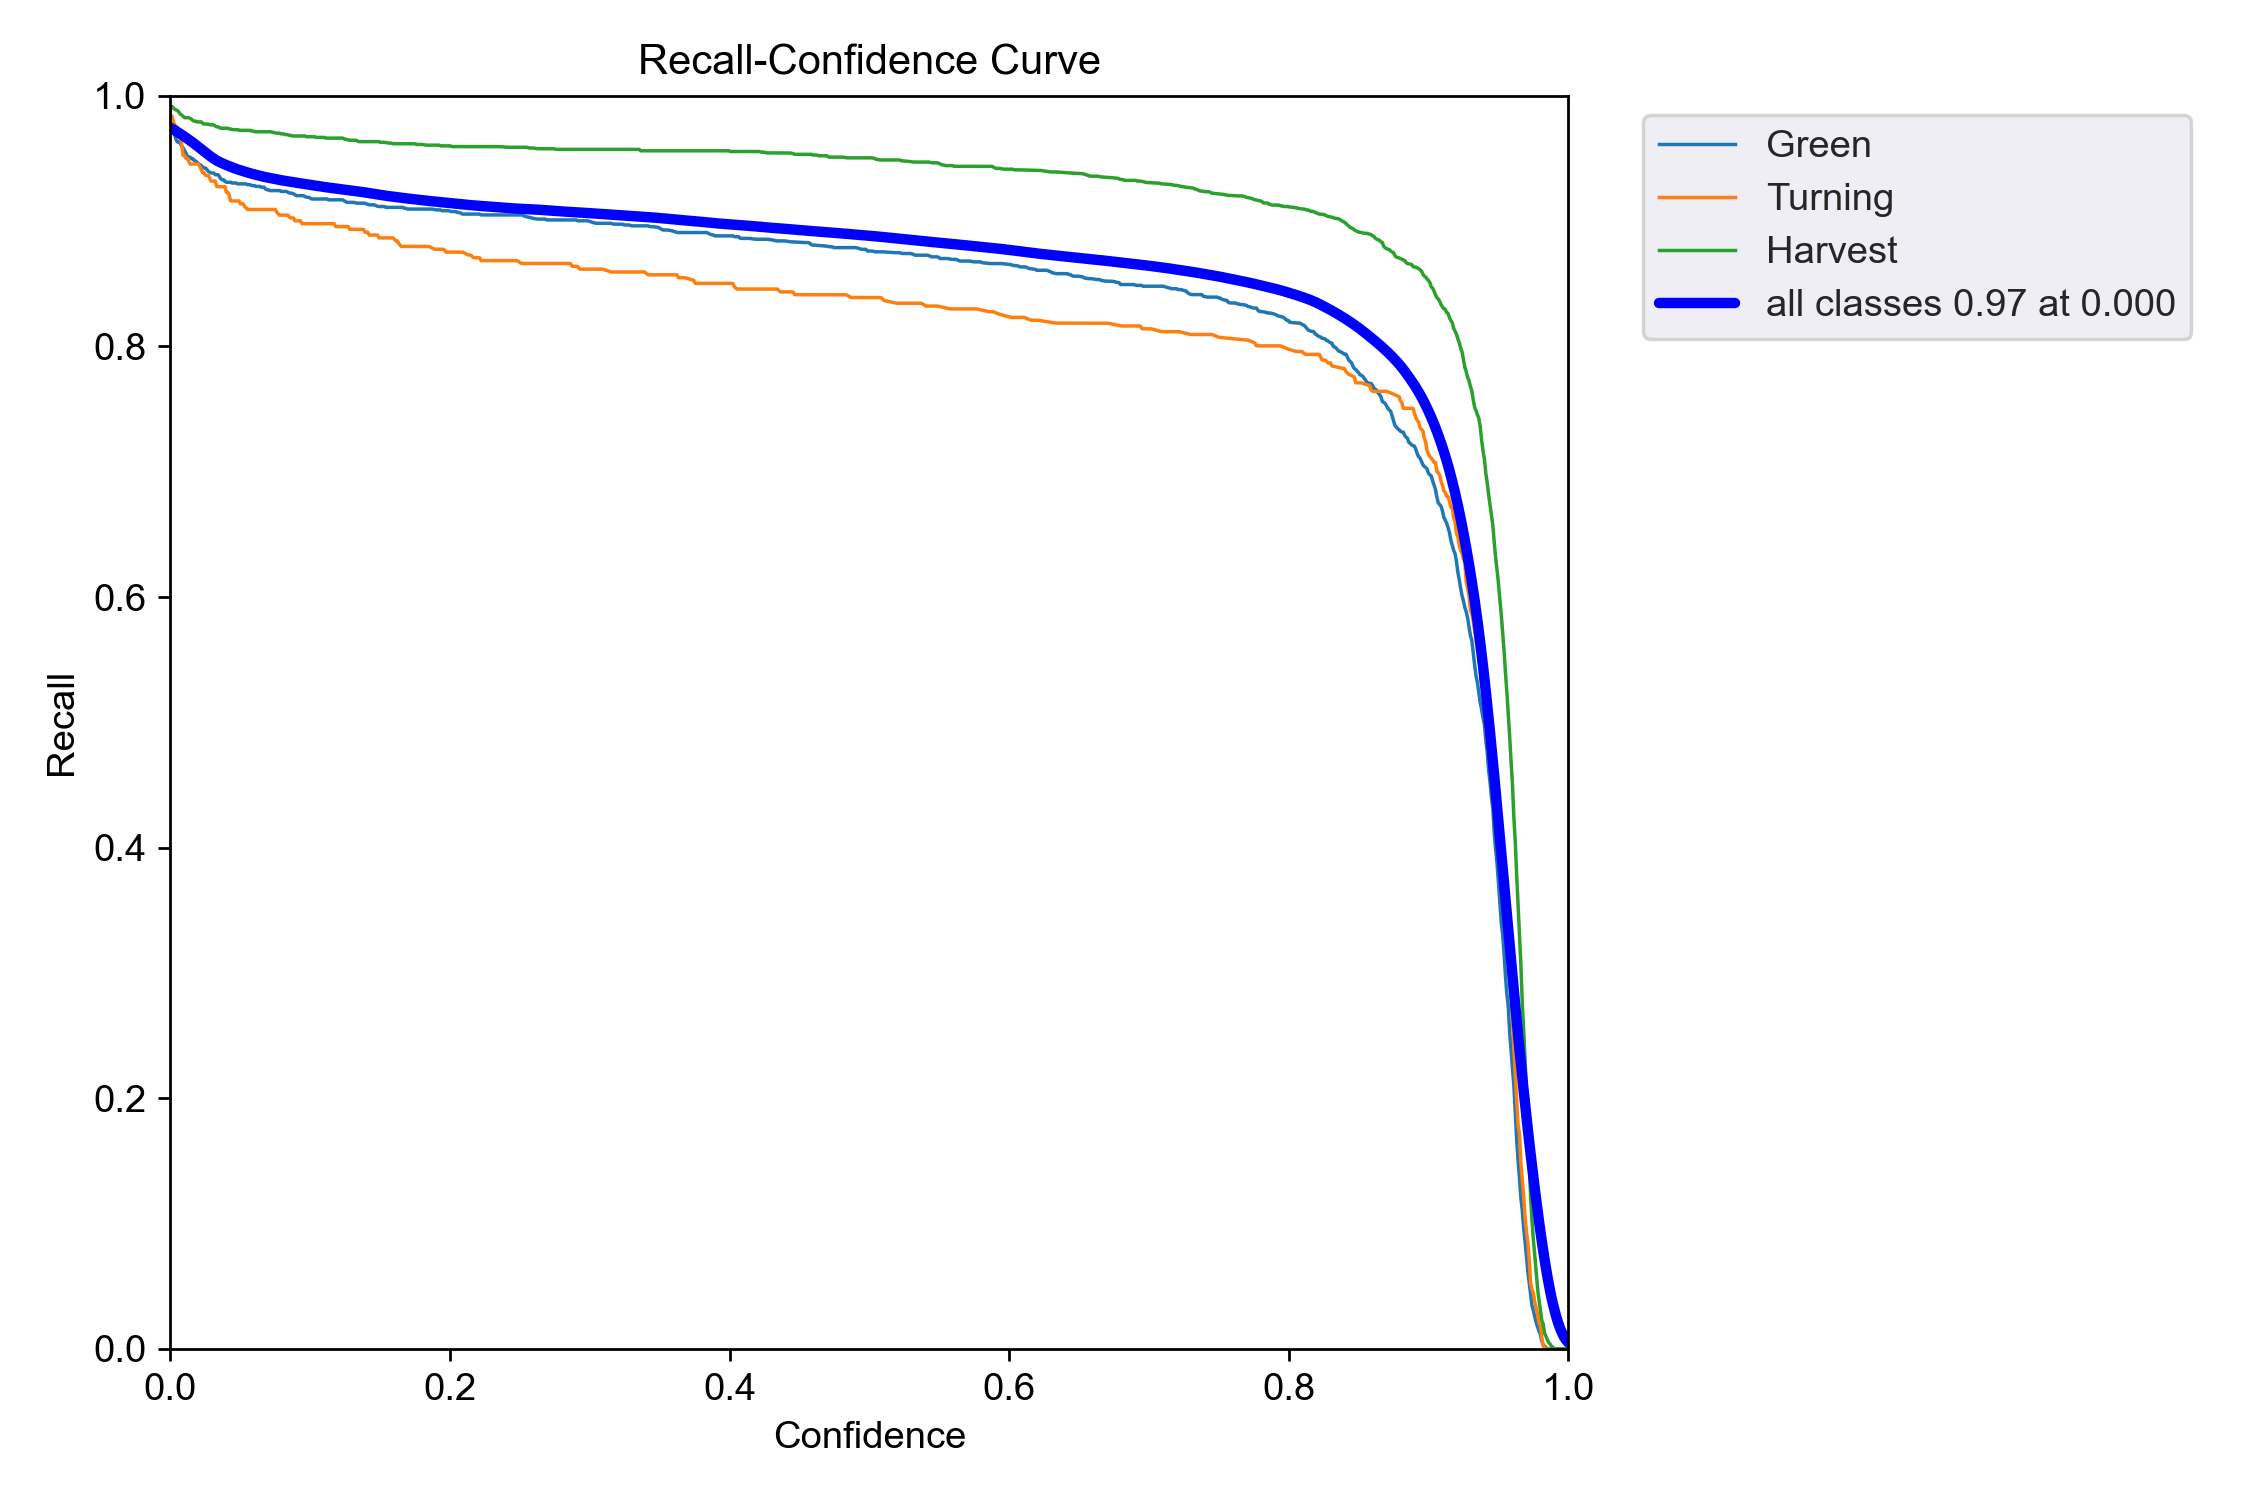 Recall-Confidence Curve
1.0
0.8
0.6
0.4
0.2
0.0
Recall
0.0 0.2 0.4 0.6 0.8 1.0
Confidence
Green
Turning
Harvest
all classes 0.97 at 0.000